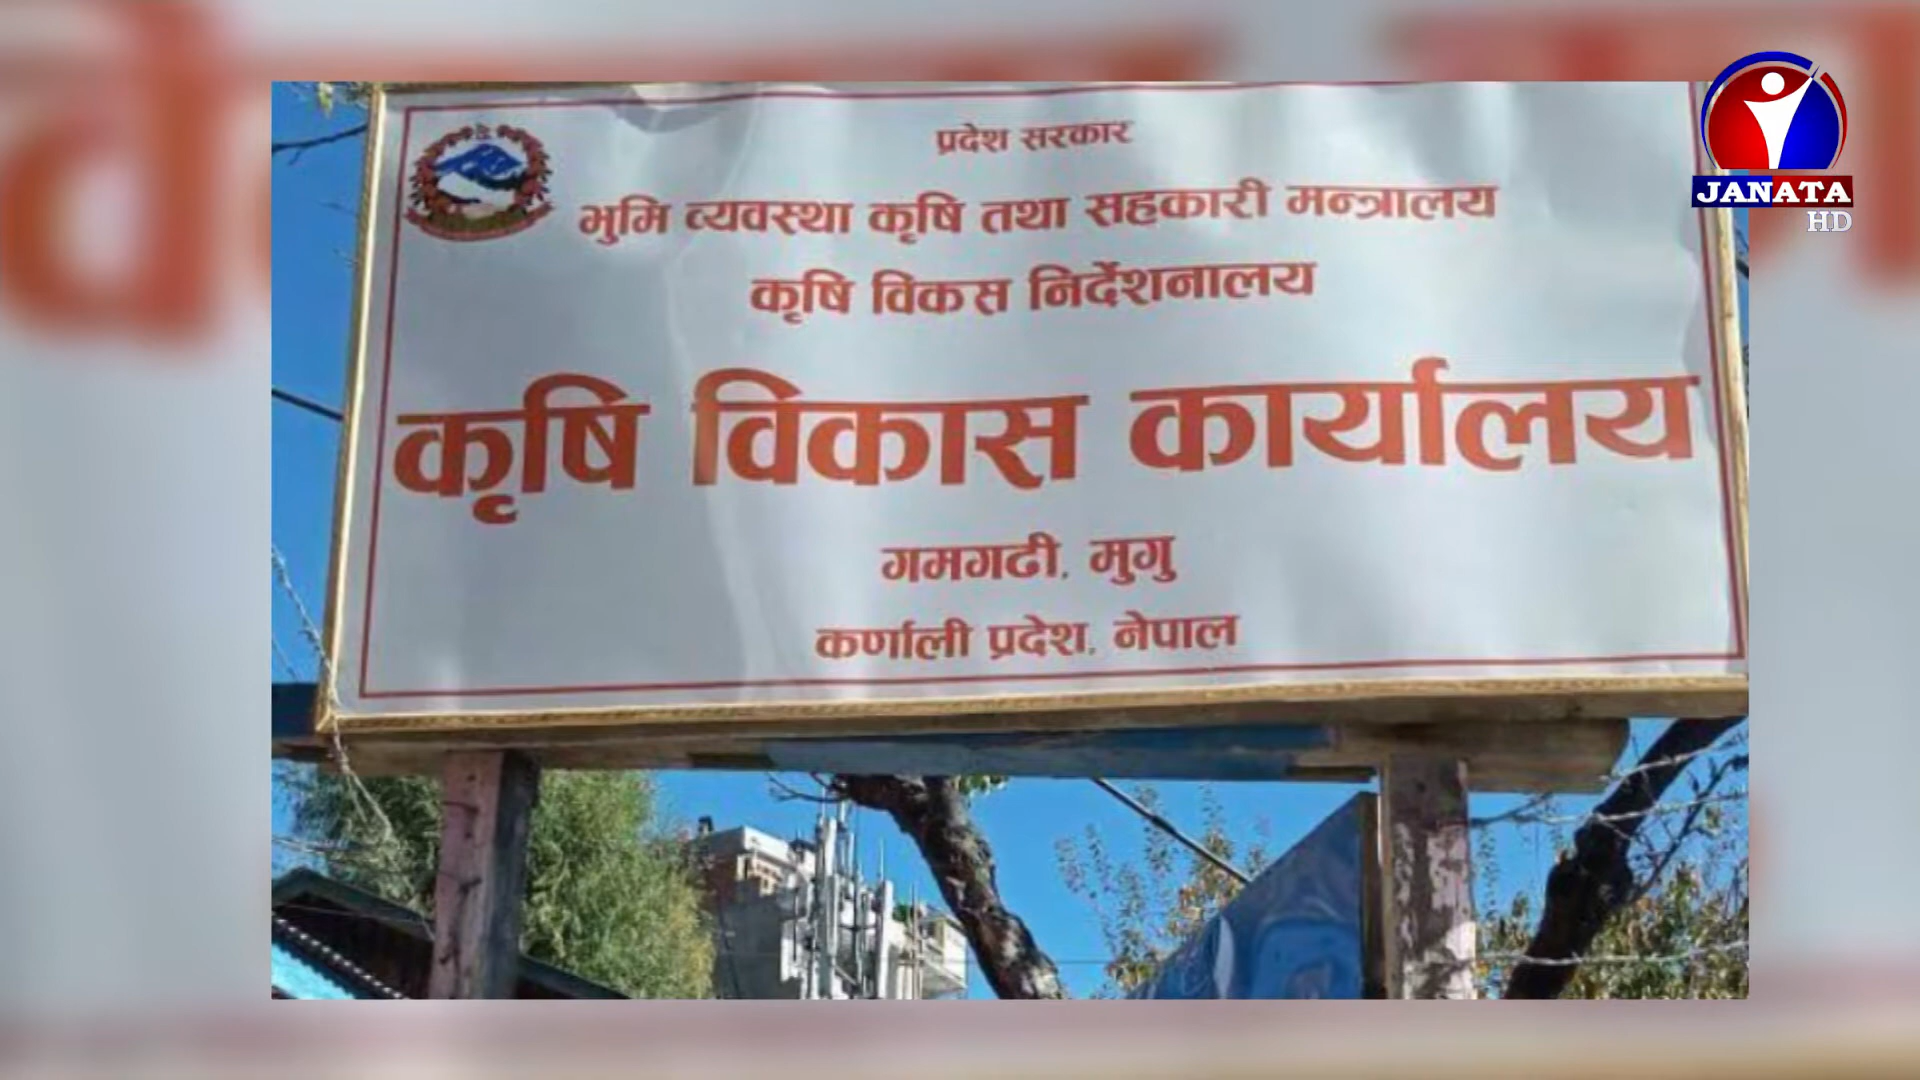 प्रदेश सरकार
भुमि व्यवस्था कृषि तथा सहकारी मन्त्रालय
कृषि विकस निर्देशनालय
कृषि विकास कार्यालय
गमगढी, मुगु
कर्णाली प्रदेश, नेपाल
JANATA
HD